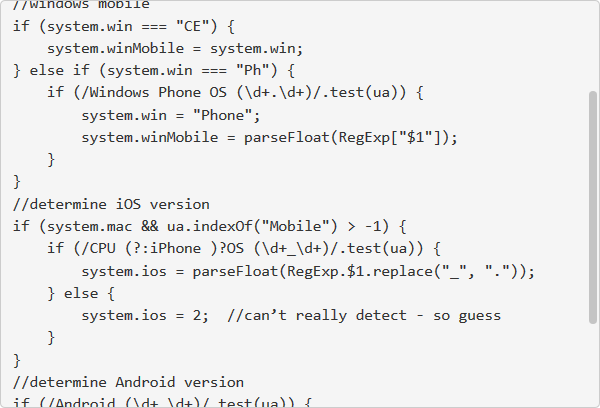 //windows mobile
if (system.win === "CE") {
    system.winMobile = system.win;
} else if (system.win === "Ph") {
    if (/Windows Phone OS (\d+.\d+)/.test(ua)) {
        system.win = "Phone";
        system.winMobile = parseFloat(RegExp["$1"]);
    }
}
//determine iOS version
if (system.mac && ua.indexOf("Mobile") > -1) {
    if (/CPU (?:iPhone )?OS (\d+_\d+)/.test(ua)) {
        system.ios = parseFloat(RegExp.$1.replace("_", "."));
    } else {
        system.ios = 2;  //can’t really detect - so guess
    }
}
//determine Android version
if (/Android (\d+.\d+)/.test(ua)) {